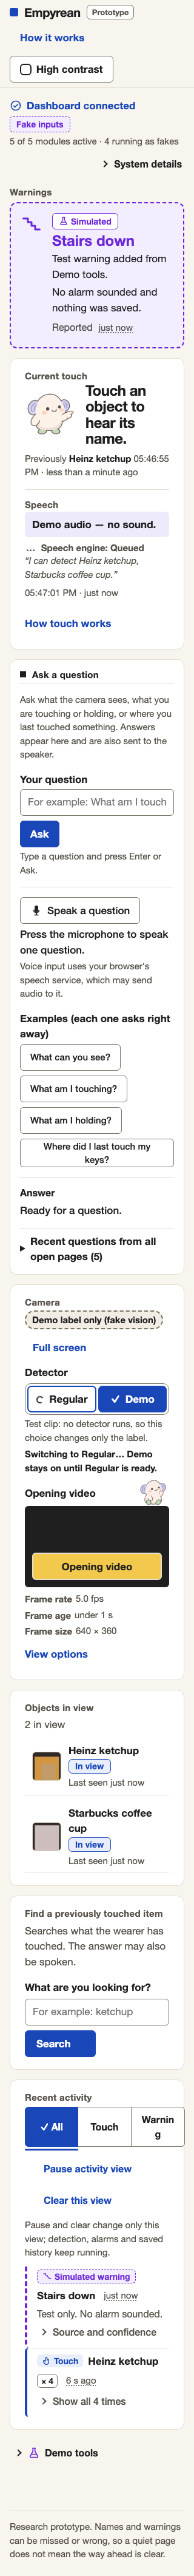 Empyrean Prototype
How it works
High contrast
Dashboard connected
Fake inputs
5 of 5 modules active · 4 running as fakes
System details
Warnings
Simulated
Stairs down
Test warning added from
Demo tools.
No alarm sounded and
nothing was saved.
Reported just now
Current touch
Touch an
object to
hear its
name.
Previously Heinz ketchup 05:46:55
PM · less than a minute ago
Speech
Demo audio — no sound.
... Speech engine: Queued
“I can detect Heinz ketchup,
Starbucks coffee cup.”
05:47:01 PM · just now
How touch works
Ask a question
Ask what the camera sees, what you
are touching or holding, or where you
last touched something. Answers
appear here and are also sent to the
speaker.
Your question
For example: What am I touch
Ask
Type a question and press Enter or
Ask.
Speak a question
Press the microphone to speak
one question.
Voice input uses your browser's
speech service, which may send
audio to it.
Examples (each one asks right
away)
What can you see?
What am I touching?
What am I holding?
Where did I last touch my
keys?
Answer
Ready for a question.
Recent questions from all
open pages (5)
Camera
Demo label only (fake vision)
Full screen
Detector
Regular
Demo
Test clip: no detector runs, so this
choice changes only the label.
Switching to Regular… Demo
stays on until Regular is ready.
Opening video
Opening video
Frame rate 5.0 fps
Frame age under 1 s
Frame size 640 × 360
View options
Objects in view
2 in view
Heinz ketchup
In view
Last seen just now
Starbucks coffee
cup
In view
Last seen just now
Find a previously touched item
Searches what the wearer has
touched. The answer may also
be spoken.
What are you looking for?
For example: ketchup
Search
Recent activity
All
Touch
Warnin
g
Pause activity view
Clear this view
Pause and clear change only this
view; detection, alarms and saved
history keep running.
Simulated warning
Stairs down just now
Test only. No alarm sounded.
Source and confidence
Touch Heinz ketchup
× 4 6 s ago
Show all 4 times
Demo tools
Research prototype. Names and warnings
can be missed or wrong, so a quiet page
does not mean the way ahead is clear.